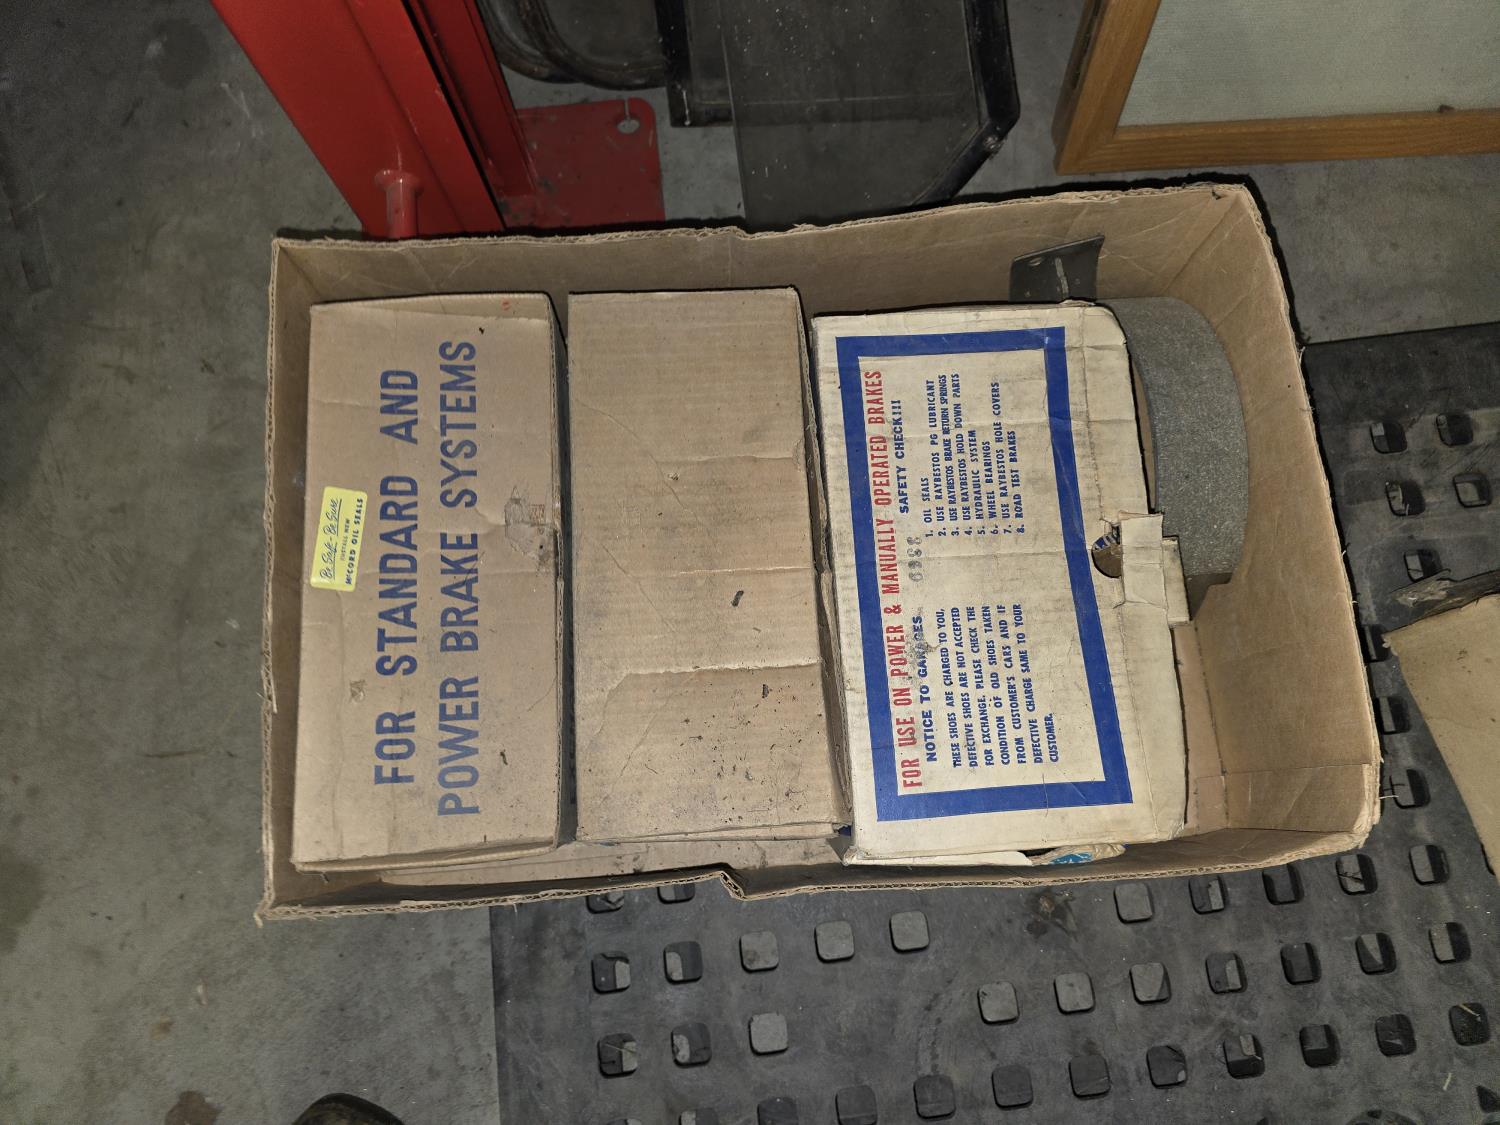 FOR STANDARD AND
POWER BRAKE SYSTEMS
Be Safe - Be Sure
INSTALL NEW
McCORD OIL SEALS
FOR USE ON POWER & MANUALLY OPERATED BRAKES
NOTICE TO GARAGES
THESE SHOES ARE CHARGED TO YOU,
DEFECTIVE SHOES ARE NOT ACCEPTED
FOR EXCHANGE. PLEASE CHECK THE
CONDITION OF OLD SHOES TAKEN
FROM CUSTOMER'S CARS AND IF
DEFECTIVE CHARGE SAME TO YOUR
CUSTOMER.
SAFETY CHECK!!!
1. OIL SEALS
2. USE RAYBESTOS PG LUBRICANT
3. USE RAYBESTOS BRAKE RETURN SPRINGS
4. USE RAYBESTOS HOLD DOWN PARTS
5. HYDRAULIC SYSTEM
6. WHEEL BEARINGS
7. USE RAYBESTOS HOLE COVERS
8. ROAD TEST BRAKES